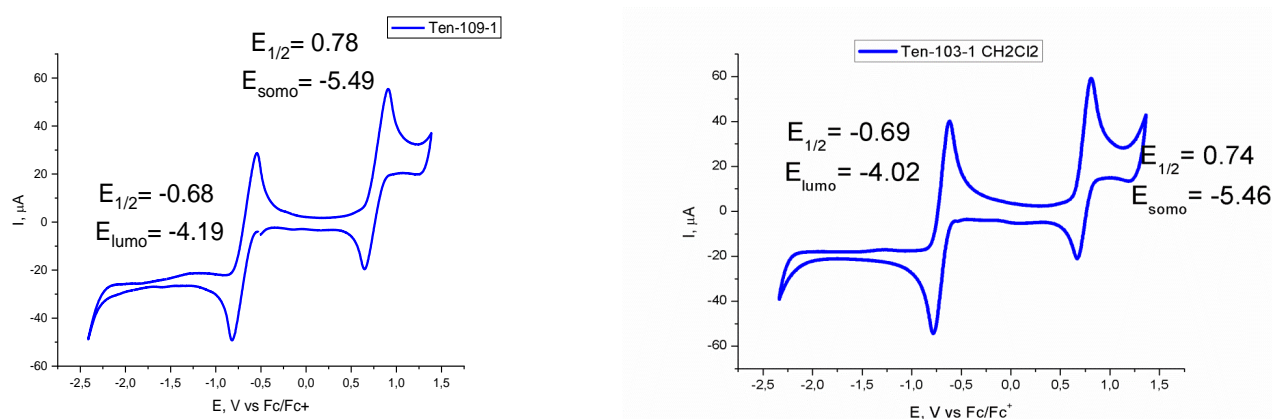 Ten-109-1
E1/2 = 0.78
Esomo= -5.49
E1/2 = -0.68
Elumo= -4.19
60
40
20
0
-20
-40
-60
I, µA
-2,5 -2,0 -1,5 -1,0 -0,5 0,0 0,5 1,0 1,5
E, V vs Fc/Fc+
Ten-103-1 CH2Cl2
E1/2 = -0.69
Elumo= -4.02
E1/2 = 0.74
Esomo= -5.46
60
40
20
0
-20
-40
-60
I, µA
-2,5 -2,0 -1,5 -1,0 -0,5 0,0 0,5 1,0 1,5
E, V vs Fc/Fc+